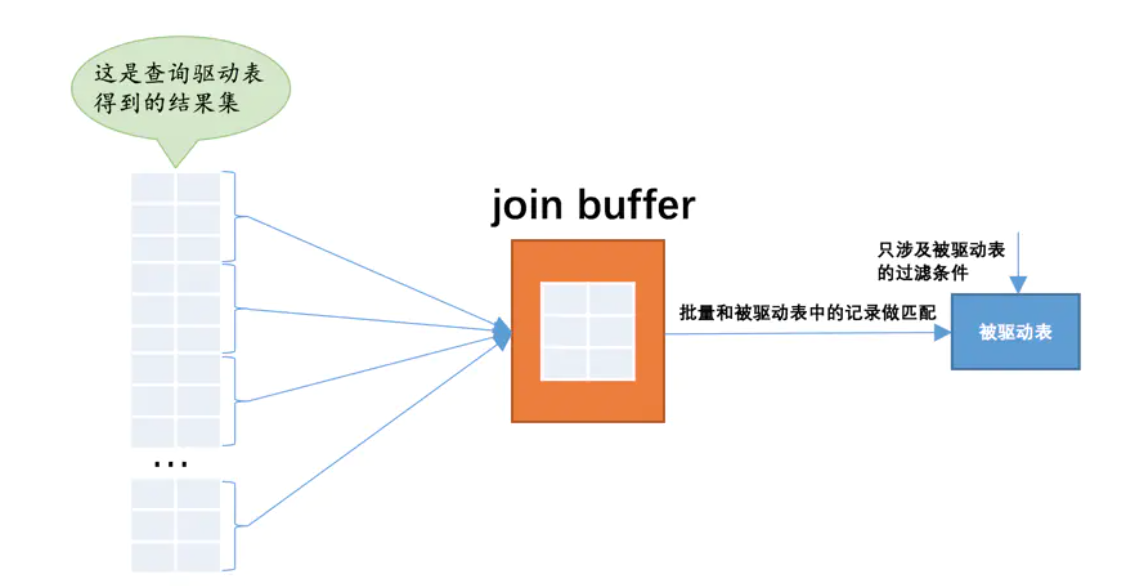 这是查询驱动表
得到的结果集
join buffer
只涉及被驱动表
的过滤条件
批量和被驱动表中的记录做匹配
被驱动表
...